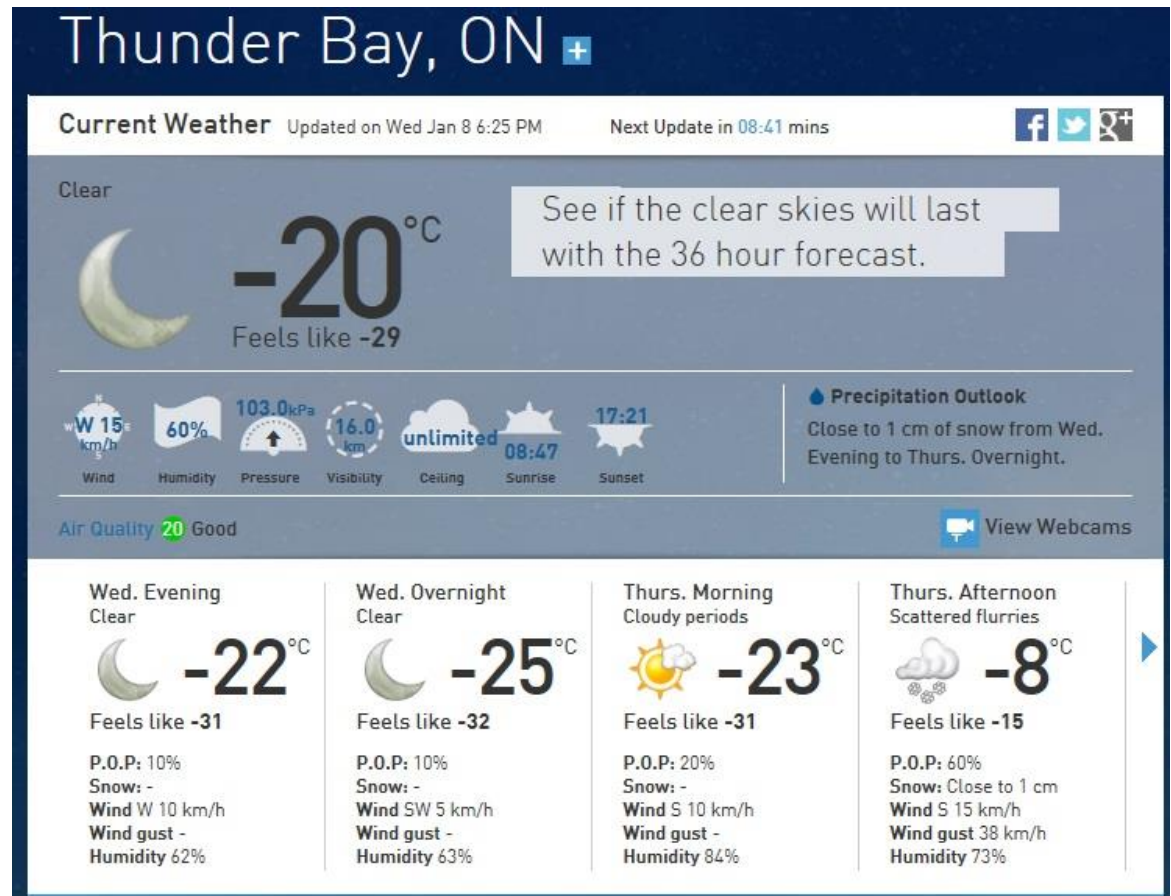 Thunder Bay, ON +
Current Weather Updated on Wed Jan 8 6:25 PM Next Update in 08:41 mins f g+
Clear
-20°C
Feels like -29
See if the clear skies will last
with the 36 hour forecast.
N
W W 15 E
km/h
S
Wind
60%
Humidity
103.0kPa
Pressure
16.0
km
Visibility
unlimited
Ceiling
08:47
Sunrise
17:21
Sunset
Precipitation Outlook
Close to 1 cm of snow from Wed.
Evening to Thurs. Overnight.
Air Quality 20 Good
View Webcams
Wed. Evening
Clear
-22°C
Feels like -31
P.O.P: 10%
Snow: -
Wind W 10 km/h
Wind gust -
Humidity 62%
Wed. Overnight
Clear
-25°C
Feels like -32
P.O.P: 10%
Snow: -
Wind SW 5 km/h
Wind gust -
Humidity 63%
Thurs. Morning
Cloudy periods
-23°C
Feels like -31
P.O.P: 20%
Snow: -
Wind S 10 km/h
Wind gust -
Humidity 84%
Thurs. Afternoon
Scattered flurries
-8°C
Feels like -15
P.O.P: 60%
Snow: Close to 1 cm
Wind S 15 km/h
Wind gust 38 km/h
Humidity 73%